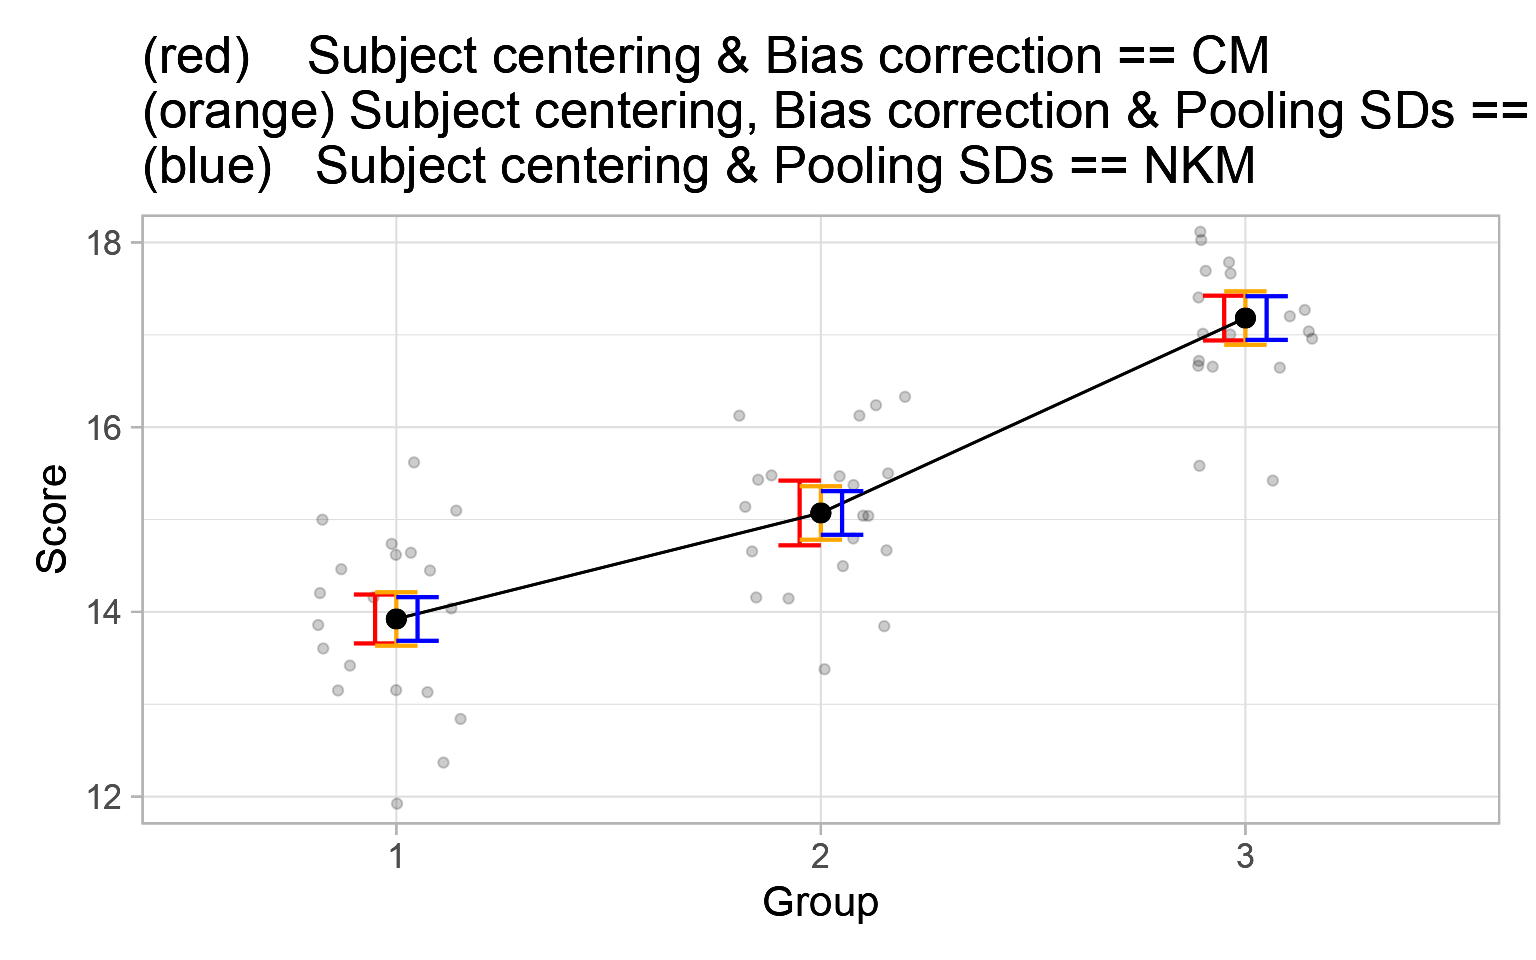 (red) Subject centering & Bias correction == CM
(orange) Subject centering, Bias correction & Pooling SDs ==
(blue) Subject centering & Pooling SDs == NKM
18
16
14
12
Score
1 2 3
Group